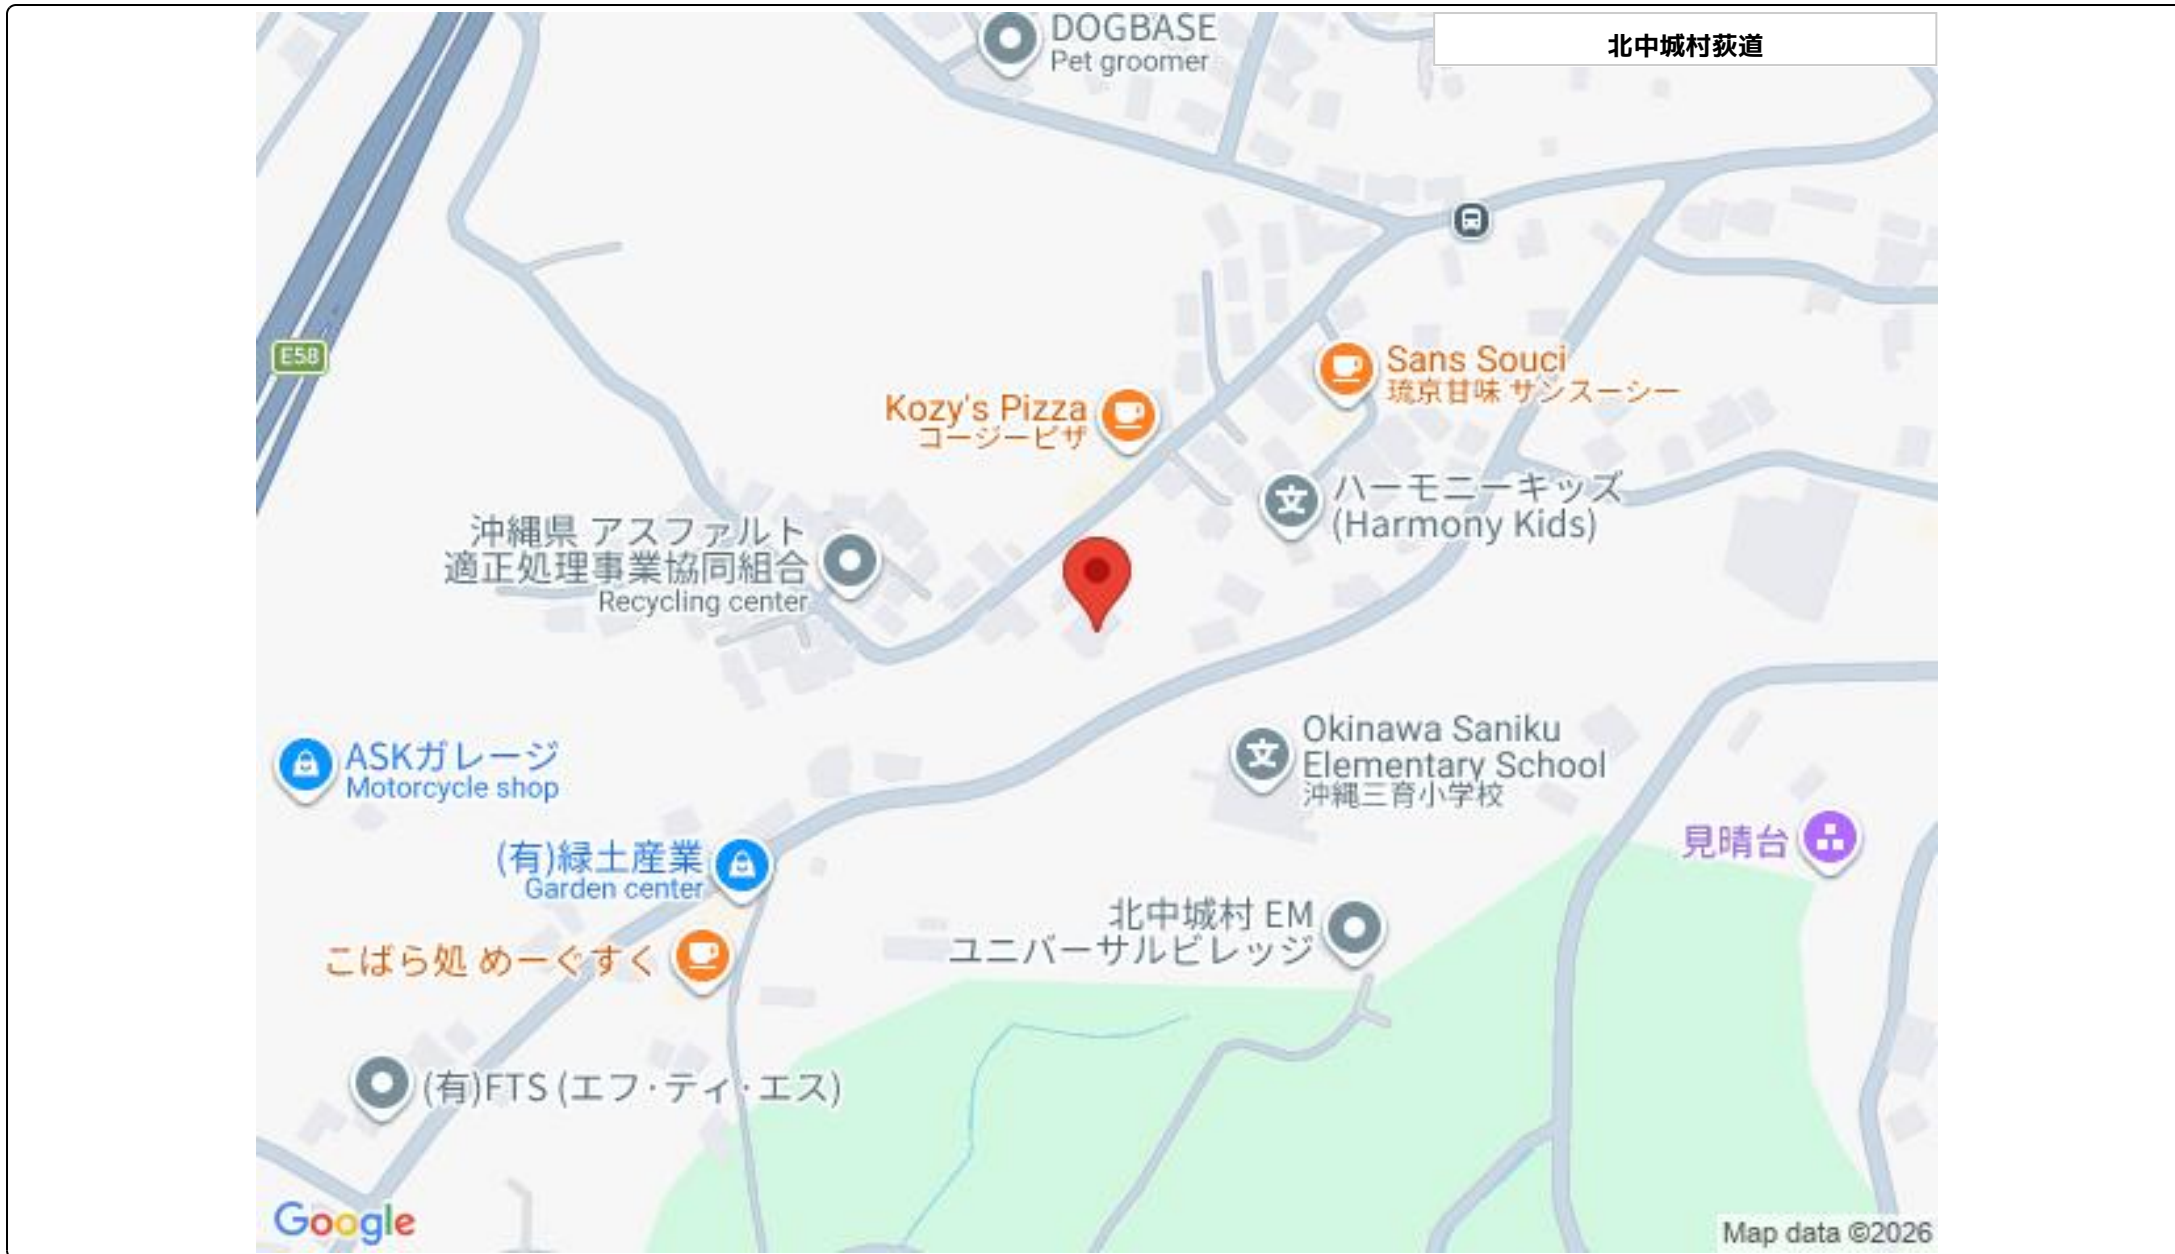 DOGBASE
Pet groomer
北中城村荻道
E58
Sans Souci
琉京甘味 サンスーシー
Kozy's Pizza
コージーピザ
ハーモニーキッズ
(Harmony Kids)
沖縄県 アスファルト
適正処理事業協同組合
Recycling center
Okinawa Saniku
Elementary School
沖縄三育小学校
ASKガレージ
Motorcycle shop
見晴台
(有)緑土産業
Garden center
北中城村 EM
ユニバーサルビレッジ
こばら処 めーぐすく
(有)FTS (エフ・ティ・エス)
Google
Map data ©2026